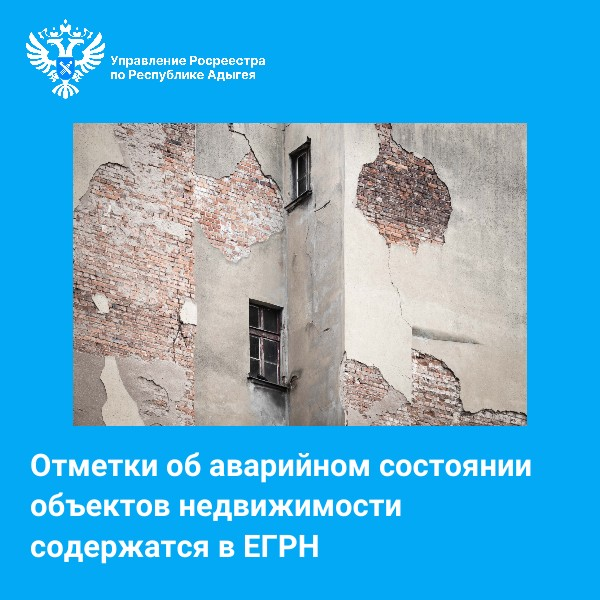 Управление Росреестра
по Республике Адыгея
Отметки об аварийном состоянии
объектов недвижимости
содержатся в ЕГРН